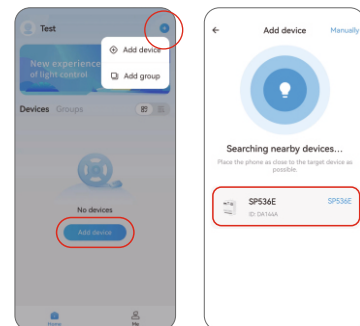 Test
Add device
Add group
New experience
of light control
Devices Groups
No devices
Add device
Home
Me
Add device
Manually
Searching nearby devices...
Place the phone as close to the target device as
possible.
SP536E
SP536E
ID: DA144A